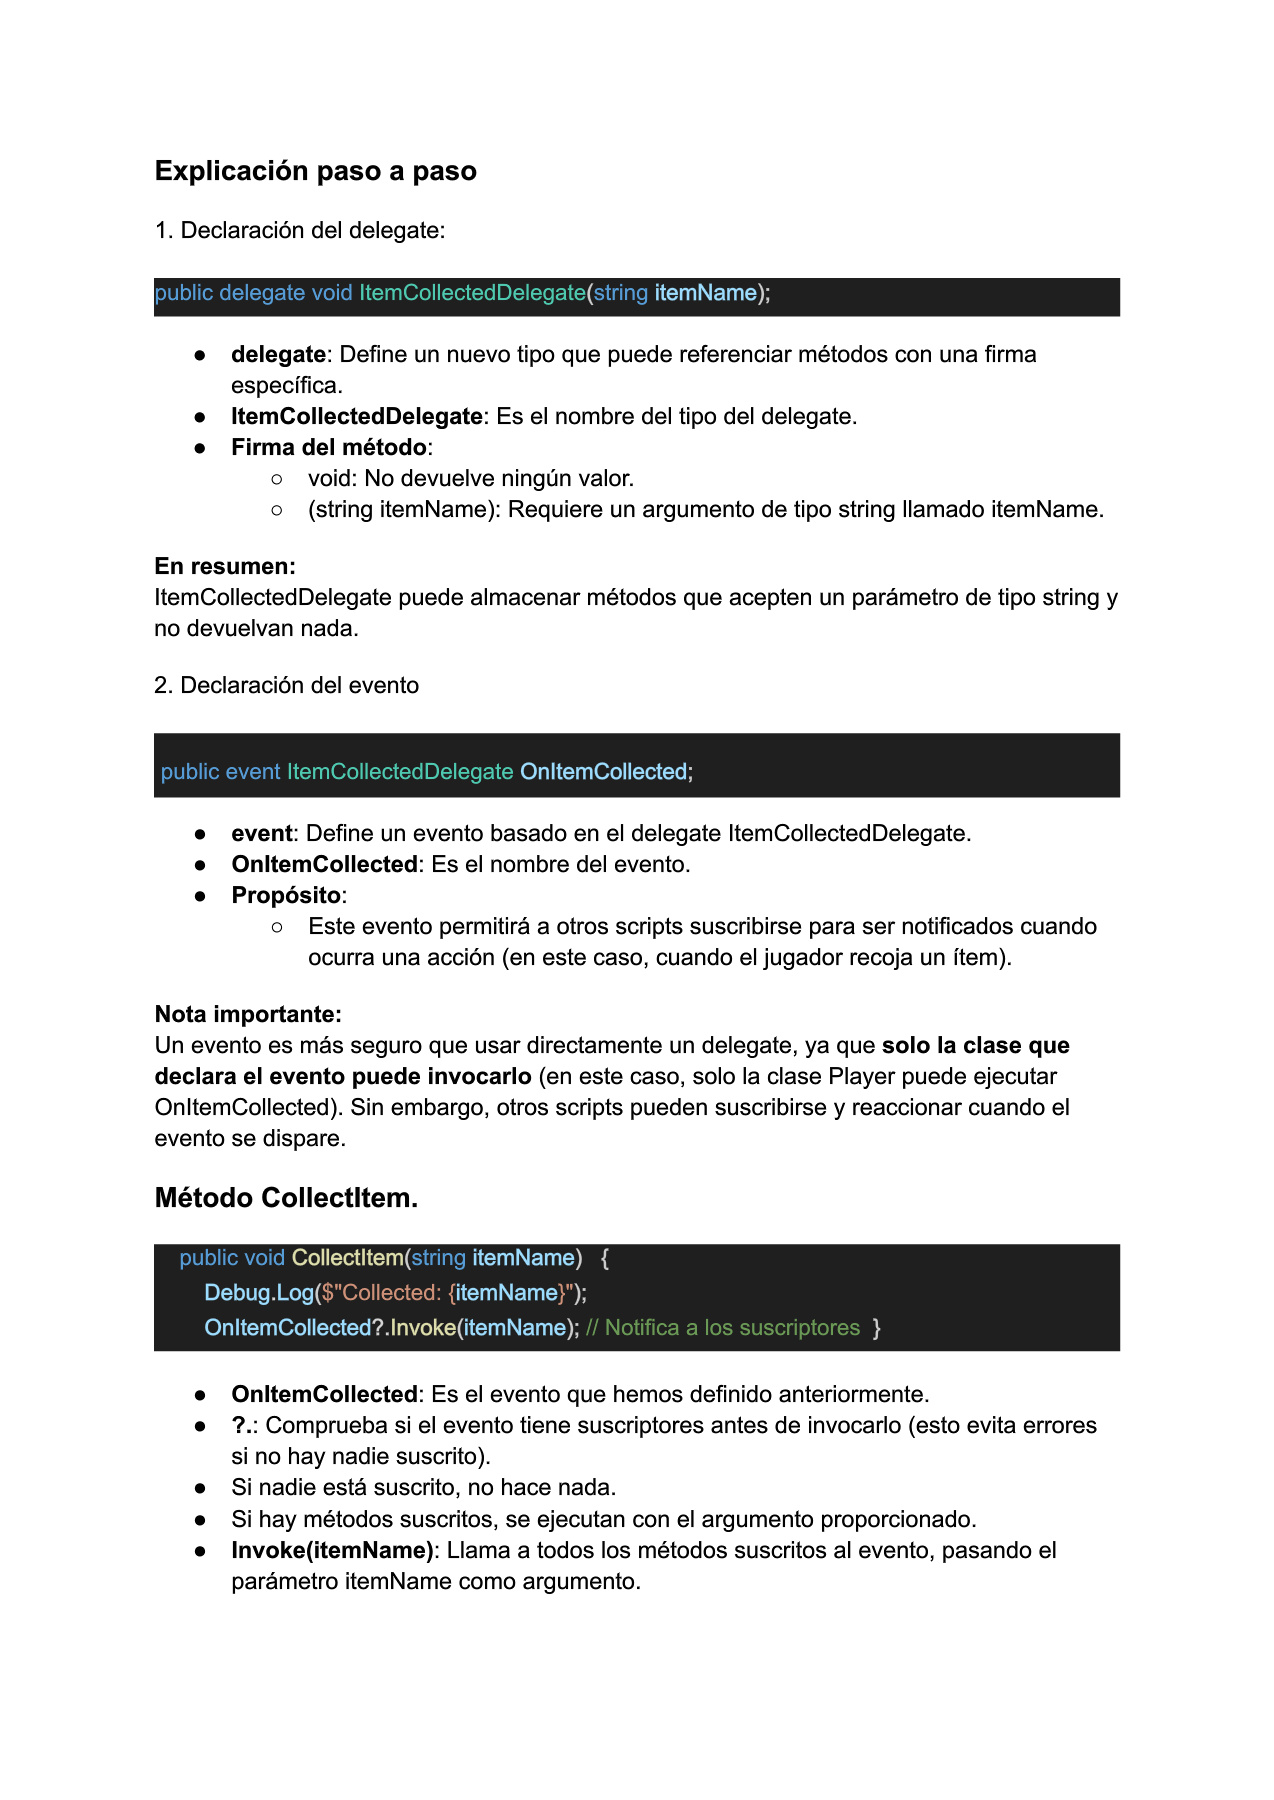 Explicación paso a paso
1. Declaración del delegate:
public delegate void ItemCollectedDelegate(string itemName);
● delegate: Define un nuevo tipo que puede referenciar métodos con una firma
específica.
● ItemCollectedDelegate: Es el nombre del tipo del delegate.
● Firma del método:
○ void: No devuelve ningún valor.
○ (string itemName): Requiere un argumento de tipo string llamado itemName.
En resumen:
ItemCollectedDelegate puede almacenar métodos que acepten un parámetro de tipo string y
no devuelvan nada.
2. Declaración del evento
public event ItemCollectedDelegate OnItemCollected;
● event: Define un evento basado en el delegate ItemCollectedDelegate.
● OnItemCollected: Es el nombre del evento.
● Propósito:
○ Este evento permitirá a otros scripts suscribirse para ser notificados cuando
ocurra una acción (en este caso, cuando el jugador recoja un ítem).
Nota importante:
Un evento es más seguro que usar directamente un delegate, ya que solo la clase que
declara el evento puede invocarlo (en este caso, solo la clase Player puede ejecutar
OnItemCollected). Sin embargo, otros scripts pueden suscribirse y reaccionar cuando el
evento se dispare.
Método CollectItem.
public void CollectItem(string itemName) {
Debug.Log($"Collected: {itemName}");
OnItemCollected?.Invoke(itemName); // Notifica a los suscriptores }
● OnItemCollected: Es el evento que hemos definido anteriormente.
● ?.: Comprueba si el evento tiene suscriptores antes de invocarlo (esto evita errores
si no hay nadie suscrito).
● Si nadie está suscrito, no hace nada.
● Si hay métodos suscritos, se ejecutan con el argumento proporcionado.
● Invoke(itemName): Llama a todos los métodos suscritos al evento, pasando el
parámetro itemName como argumento.